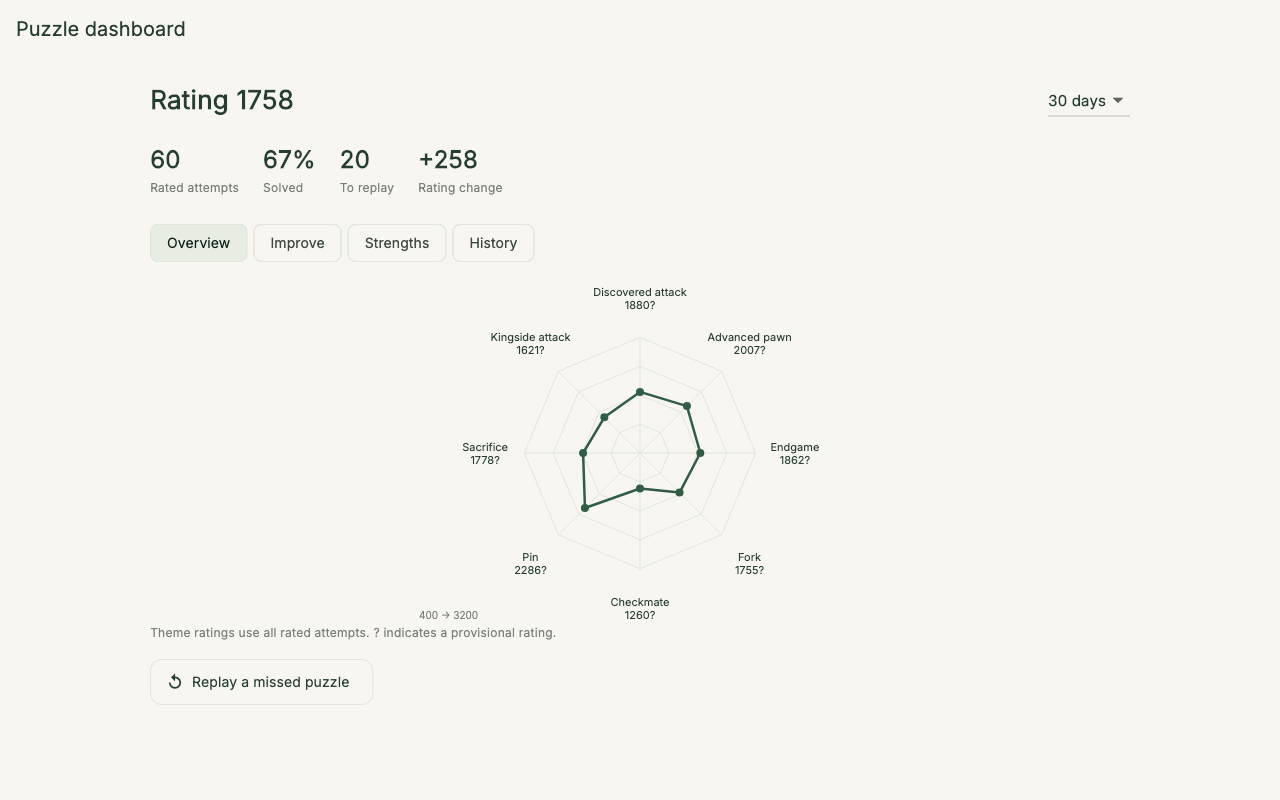 Puzzle dashboard
Rating 1758
30 days
60
67%
20
+258
Rated attempts
Solved
To replay
Rating change
Overview
Improve
Strengths
History
Discovered attack
1880?
Kingside attack
1621?
Advanced pawn
2007?
Sacrifice
1778?
Endgame
1862?
Pin
2286?
Fork
1755?
Checkmate
1260?
400 → 3200
Theme ratings use all rated attempts. ? indicates a provisional rating.
Replay a missed puzzle